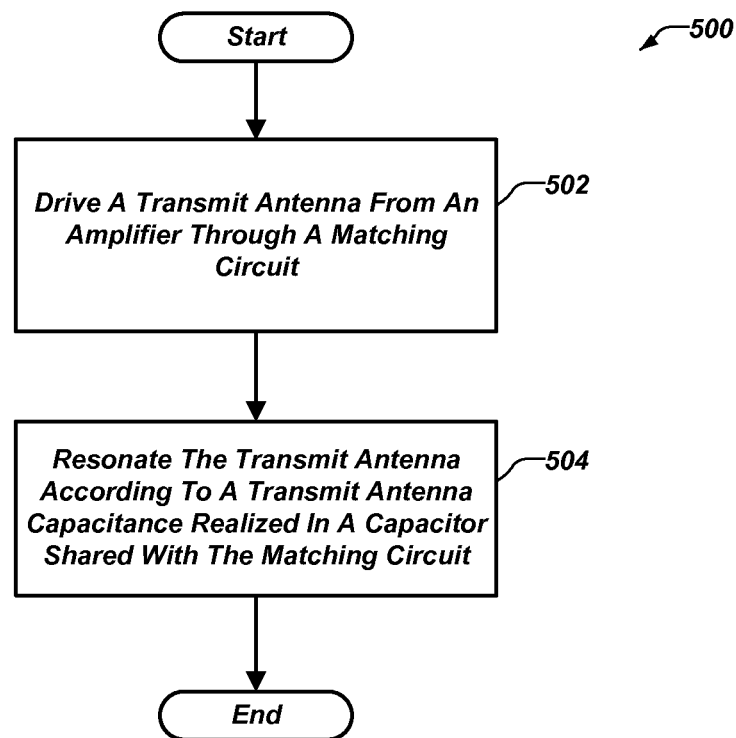 Start
500
Drive A Transmit Antenna From An
Amplifier Through A Matching
Circuit
502
Resonate The Transmit Antenna
According To A Transmit Antenna
Capacitance Realized In A Capacitor
Shared With The Matching Circuit
504
End